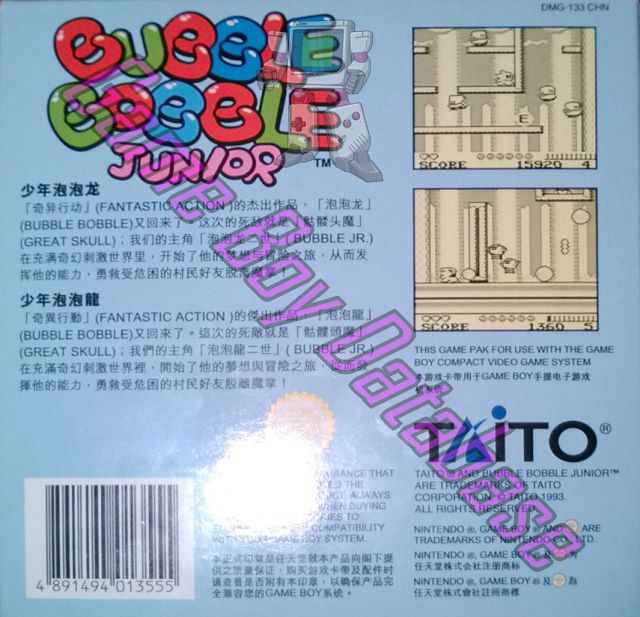 DMG-133 CHN
BUBBLE
BOBBLE
JUNIOR™
少年泡泡龙
「奇异行动」(FANTASTIC ACTION )的杰出作品，「泡泡龙」
(BUBBLE BOBBLE)又回来了。这次的死敌就是「骷髅头魔」
(GREAT SKULL)；我们的主角「泡泡龙二世」( BUBBLE JR.)
在充满奇幻刺激世界里，开始了他的梦想与冒险之旅，从而发
挥他的能力，勇救受危困的村民好友脱离魔掌！
少年泡泡龍
「奇異行動」(FANTASTIC ACTION )的傑出作品，「泡泡龍」
(BUBBLE BOBBLE)又回來了。這次的死敵就是「骷髏頭魔」
(GREAT SKULL)；我們的主角「泡泡龍二世」( BUBBLE JR.)
在充滿奇幻刺激世界裡，開始了他的夢想與冒險之旅，從而發
揮他的能力，勇救受危困的村民好友脫離魔掌！
SCORE 15920 4
SCORE 1360 5
THIS GAME PAK FOR USE WITH THE GAME
BOY COMPACT VIDEO GAME SYSTEM
本游戏卡带用于GAME BOY手提电子游戏
TAITO®
TAITO ® AND BUBBLE BOBBLE JUNIOR™
ARE TRADEMARKS OF TAITO
CORPORATION. © TAITO 1993.
ALL RIGHTS RESERVED.
NINTENDO ®, GAME BOY ® AND ARE
TRADEMARKS OF NINTENDO CO., LTD.
NINTENDO ®, GAME BOY ® 及
任天堂株式会社注册商标
NINTENDO ®, GAME BOY ® 及 為
任天堂株式會社註冊商標
RANCE THAT
ALWAYS
WHEN BUYING
COMPATIBILITY
BOY SYSTEM.
本正式印章是任天堂就本产品向阁下提
供之质量保证，购买游戏卡带及附件时
请查看是否附有本印章，以确保产品完
全兼容您的GAME BOY系统。
4 891494 013555
Game Boy Database